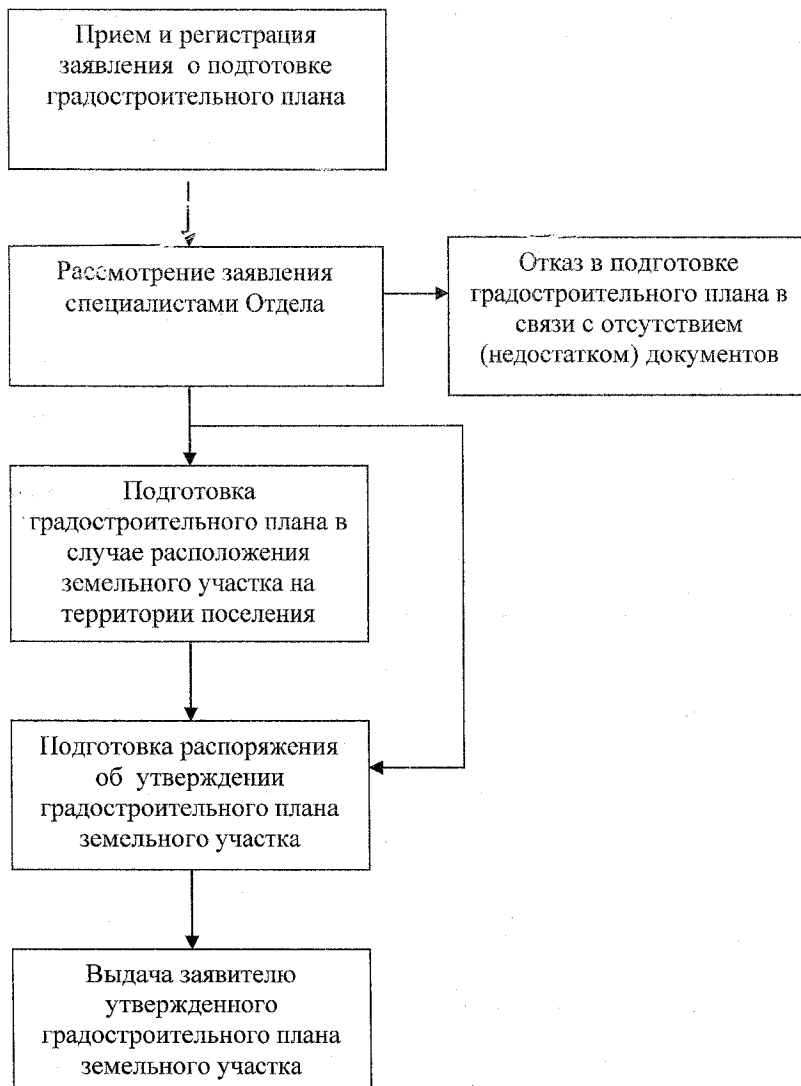 Прием и регистрация
заявления о подготовке
градостроительного плана
Рассмотрение заявления
специалистами Отдела
Отказ в подготовке
градостроительного плана в
связи с отсутствием
(недостатком) документов
Подготовка
градостроительного плана в
случае расположения
земельного участка на
территории поселения
Подготовка распоряжения
об утверждении
градостроительного плана
земельного участка
Выдача заявителю
утвержденного
градостроительного плана
земельного участка